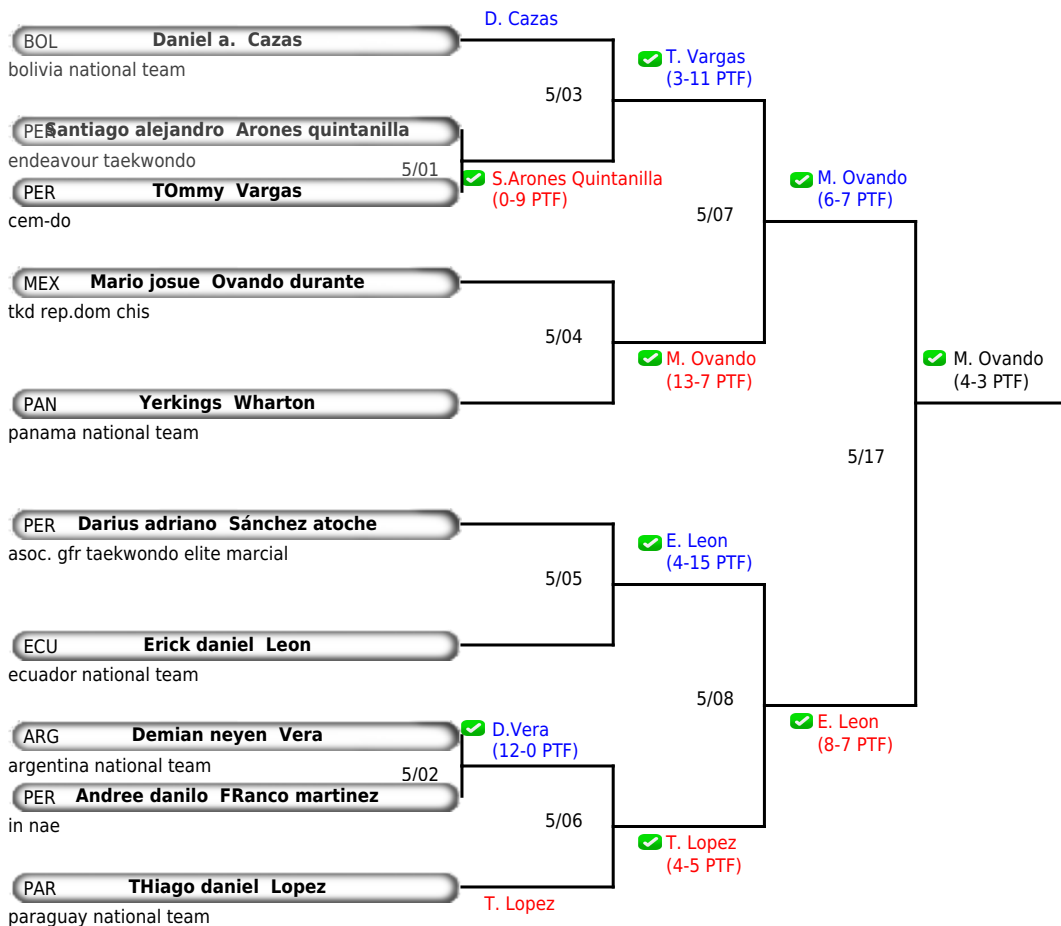 D. Cazas
BOL Daniel a. Cazas
bolivia national team
T. Vargas
(3-11 PTF)
5/03
PER Santiago alejandro Arones quintanilla
endeavour taekwondo
5/01
S.Arones Quintanilla
(0-9 PTF)
PER TOmmy Vargas
cem-do
M. Ovando
(6-7 PTF)
5/07
MEX Mario josue Ovando durante
tkd rep.dom chis
5/04
M. Ovando
(13-7 PTF)
M. Ovando
(4-3 PTF)
PAN Yerkings Wharton
panama national team
5/17
PER Darius adriano Sánchez atoche
asoc. gfr taekwondo elite marcial
E. Leon
(4-15 PTF)
5/05
ECU Erick daniel Leon
ecuador national team
5/08
E. Leon
(8-7 PTF)
ARG Demian neyen Vera
argentina national team
D.Vera
(12-0 PTF)
5/02
PER Andree danilo FRanco martinez
in nae
5/06
T. Lopez
(4-5 PTF)
PAR THiago daniel Lopez
paraguay national team
T. Lopez